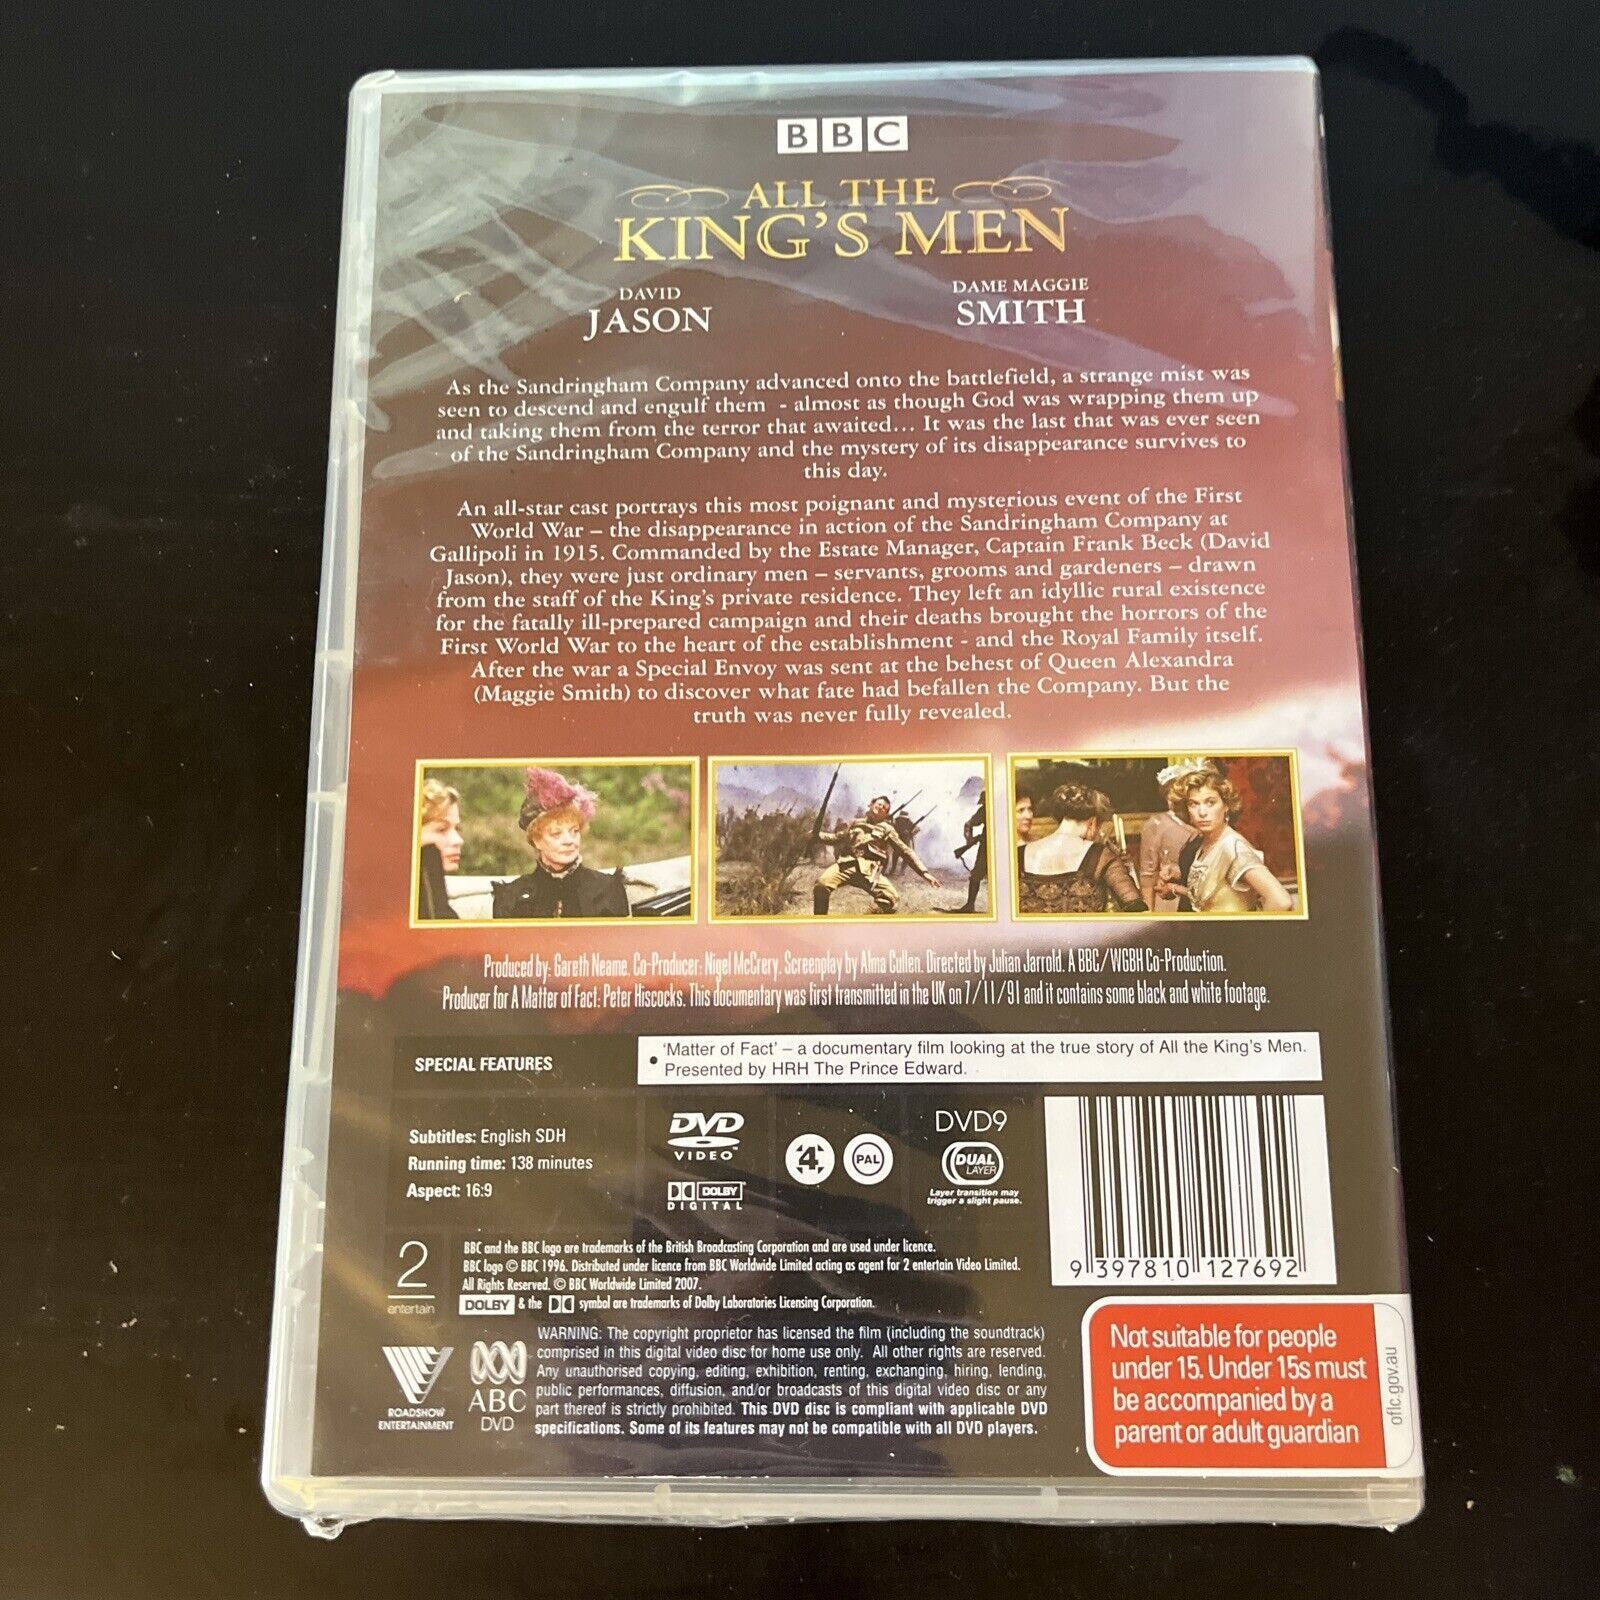 BBC
ALL THE
KING'S MEN
DAVID
JASON
DAME MAGGIE
SMITH
As the Sandringham Company advanced onto the battlefield, a strange mist was
seen to descend and engulf them - almost as though God was wrapping them up
and taking them from the terror that awaited... It was the last that was ever seen
of the Sandringham Company and the mystery of its disappearance survives to
this day.
An all-star cast portrays this most poignant and mysterious event of the First
World War – the disappearance in action of the Sandringham Company at
Gallipoli in 1915. Commanded by the Estate Manager, Captain Frank Beck (David
Jason), they were just ordinary men – servants, grooms and gardeners – drawn
from the staff of the King's private residence. They left an idyllic rural existence
for the fatally ill-prepared campaign and their deaths brought the horrors of the
First World War to the heart of the establishment - and the Royal Family itself.
After the war a Special Envoy was sent at the behest of Queen Alexandra
(Maggie Smith) to discover what fate had befallen the Company. But the
truth was never fully revealed.
Produced by: Gareth Neame. Co-Producer: Nigel McCrery. Screenplay by Alma Cullen. Directed by Julian Jarrold. A BBC/WGBH Co-Production.
Producer for A Matter of Fact: Peter Hiscocks. This documentary was first transmitted in the UK on 7/11/91 and it contains some black and white footage.
SPECIAL FEATURES
• 'Matter of Fact' – a documentary film looking at the true story of All the King's Men.
Presented by HRH The Prince Edward.
Subtitles: English SDH
Running time: 138 minutes
Aspect: 16:9
DVD
VIDEO
DOLBY
DIGITAL
4
PAL
DVD9
DUAL
LAYER
Layer transition may
trigger a slight pause.
9 397810 127692
2
entertain
BBC and the BBC logo are trademarks of the British Broadcasting Corporation and are used under licence.
BBC logo © BBC 1996. Distributed under licence from BBC Worldwide Limited acting as agent for 2 entertain Video Limited.
All Rights Reserved. © BBC Worldwide Limited 2007.
DOLBY & the symbol are trademarks of Dolby Laboratories Licensing Corporation.
ROADSHOW
ENTERTAINMENT
ABC
DVD
WARNING: The copyright proprietor has licensed the film (including the soundtrack)
comprised in this digital video disc for home use only. All other rights are reserved.
Any unauthorised copying, editing, exhibition, renting, exchanging, hiring, lending,
public performances, diffusion, and/or broadcasts of this digital video disc or any
part thereof is strictly prohibited. This DVD disc is compliant with applicable DVD
specifications. Some of its features may not be compatible with all DVD players.
Not suitable for people
under 15. Under 15s must
be accompanied by a
parent or adult guardian
oflc.gov.au